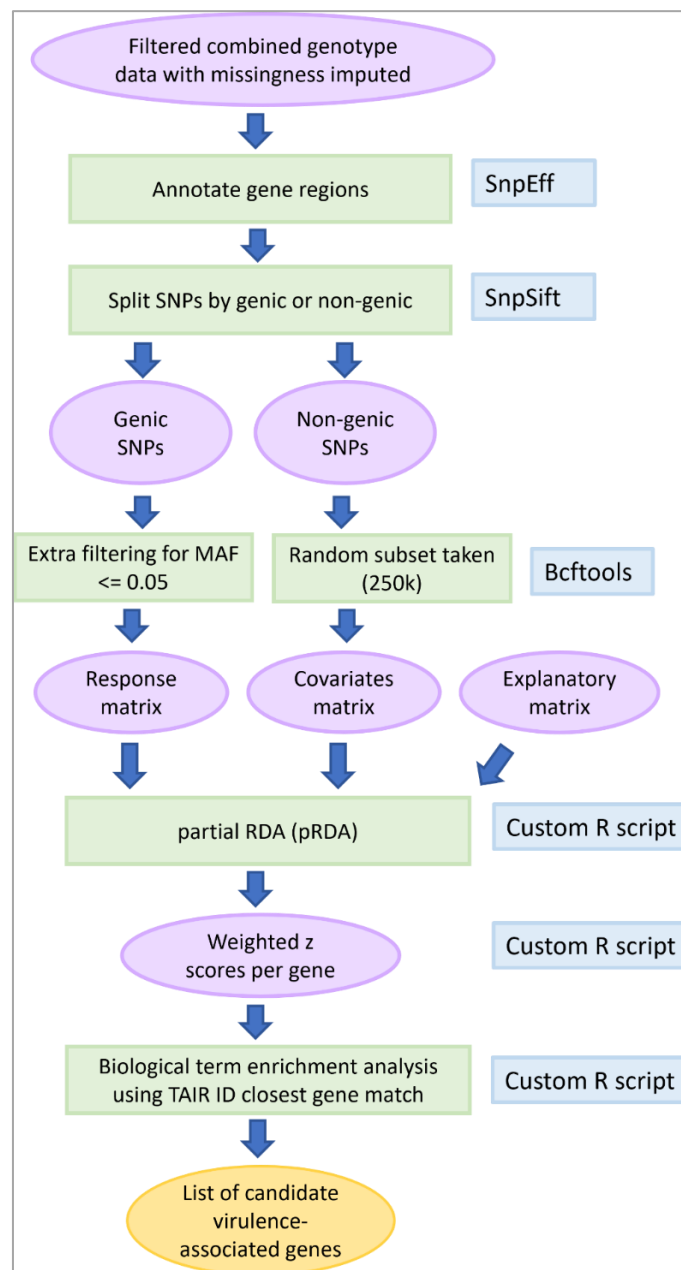 Filtered combined genotype
data with missingness imputed
Annotate gene regions
SnpEff
Split SNPs by genic or non-genic
SnpSift
Genic
SNPs
Non-genic
SNPs
Extra filtering for MAF
<= 0.05
Random subset taken
(250k)
Bcftools
Response
matrix
Covariates
matrix
Explanatory
matrix
partial RDA (pRDA)
Custom R script
Weighted z
scores per gene
Custom R script
Biological term enrichment analysis
using TAIR ID closest gene match
Custom R script
List of candidate
virulence-
associated genes